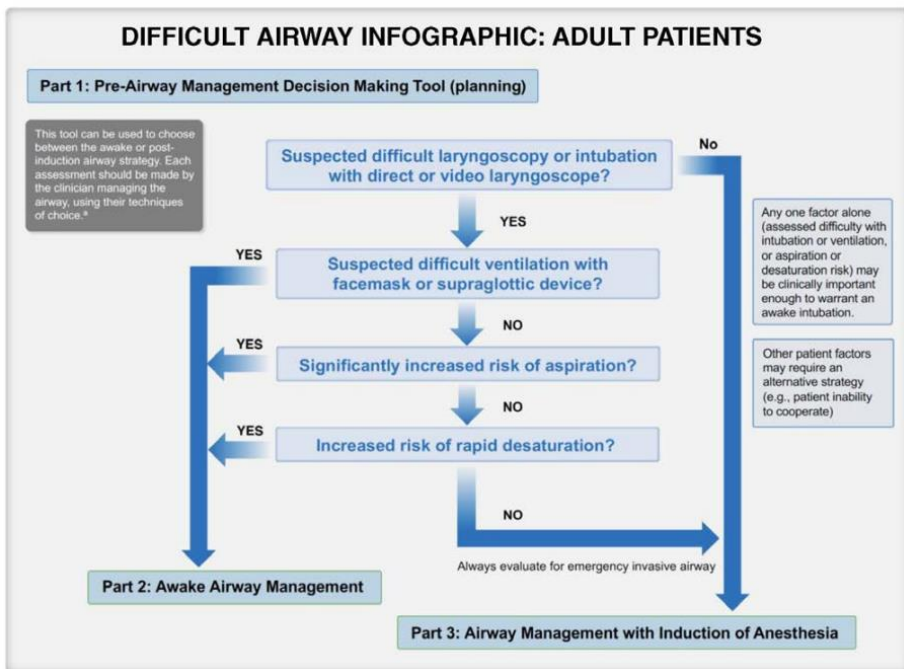 DIFFICULT AIRWAY INFOGRAPHIC: ADULT PATIENTS
Part 1: Pre-Airway Management Decision Making Tool (planning)
This tool can be used to choose
between the awake or post-
induction airway strategy. Each
assessment should be made by
the clinician managing the
airway, using their techniques
of choice.ª
Suspected difficult laryngoscopy or intubation
with direct or video laryngoscope?
No
YES
Any one factor alone
(assessed difficulty with
intubation or ventilation,
or aspiration or
desaturation risk) may
be clinically important
enough to warrant an
awake intubation.
YES
Suspected difficult ventilation with
facemask or supraglottic device?
NO
YES
Significantly increased risk of aspiration?
Other patient factors
may require an
alternative strategy
(e.g., patient inability
to cooperate)
NO
YES
Increased risk of rapid desaturation?
NO
Always evaluate for emergency invasive airway
Part 2: Awake Airway Management
Part 3: Airway Management with Induction of Anesthesia